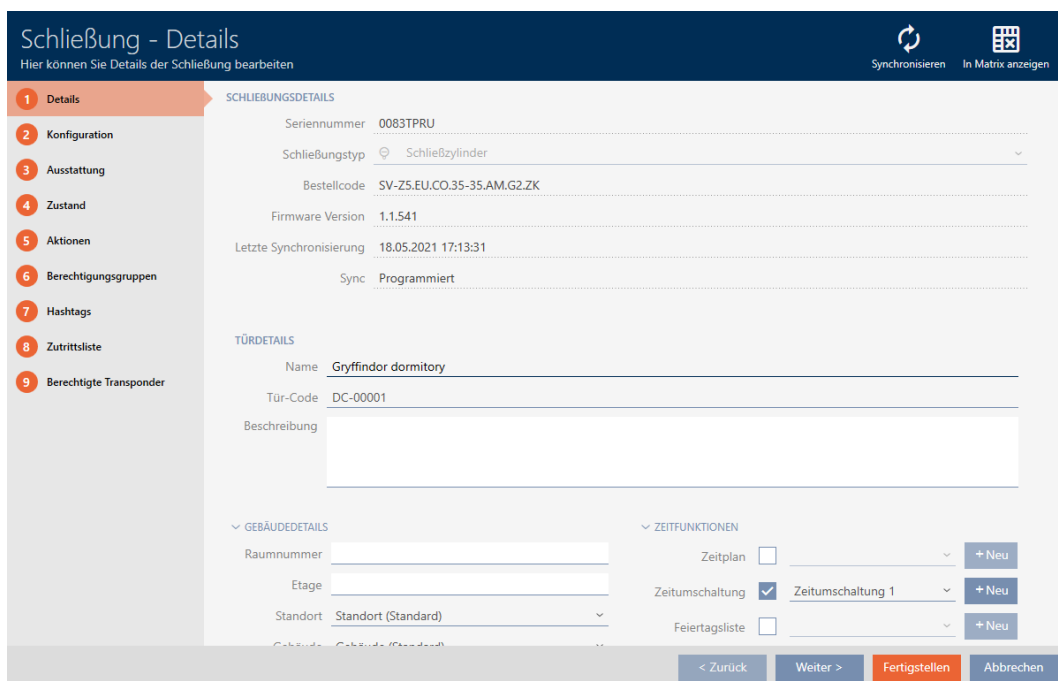 Schließung - Details
Hier können Sie Details der Schließung bearbeiten
Synchronisieren
In Matrix anzeigen
1 Details
2 Konfiguration
3 Ausstattung
4 Zustand
5 Aktionen
6 Berechtigungsgruppen
7 Hashtags
8 Zutrittsliste
9 Berechtigte Transponder
SCHLIEßUNGSDETAILS
Seriennummer 0083TPRU
Schließungstyp Schließzylinder
Bestellcode SV-Z5.EU.CO.35-35.AM.G2.ZK
Firmware Version 1.1.541
Letzte Synchronisierung 18.05.2021 17:13:31
Sync Programmiert
TÜRDETAILS
Name Gryffindor dormitory
Tür-Code DC-00001
Beschreibung
GEBÄUDEDETAILS
Raumnummer
Etage
Standort Standort (Standard)
Gebäude Gebäude (Standard)
ZEITFUNKTIONEN
Zeitplan +Neu
Zeitumschaltung Zeitumschaltung 1 +Neu
Feiertagsliste +Neu
< Zurück
Weiter >
Fertigstellen
Abbrechen